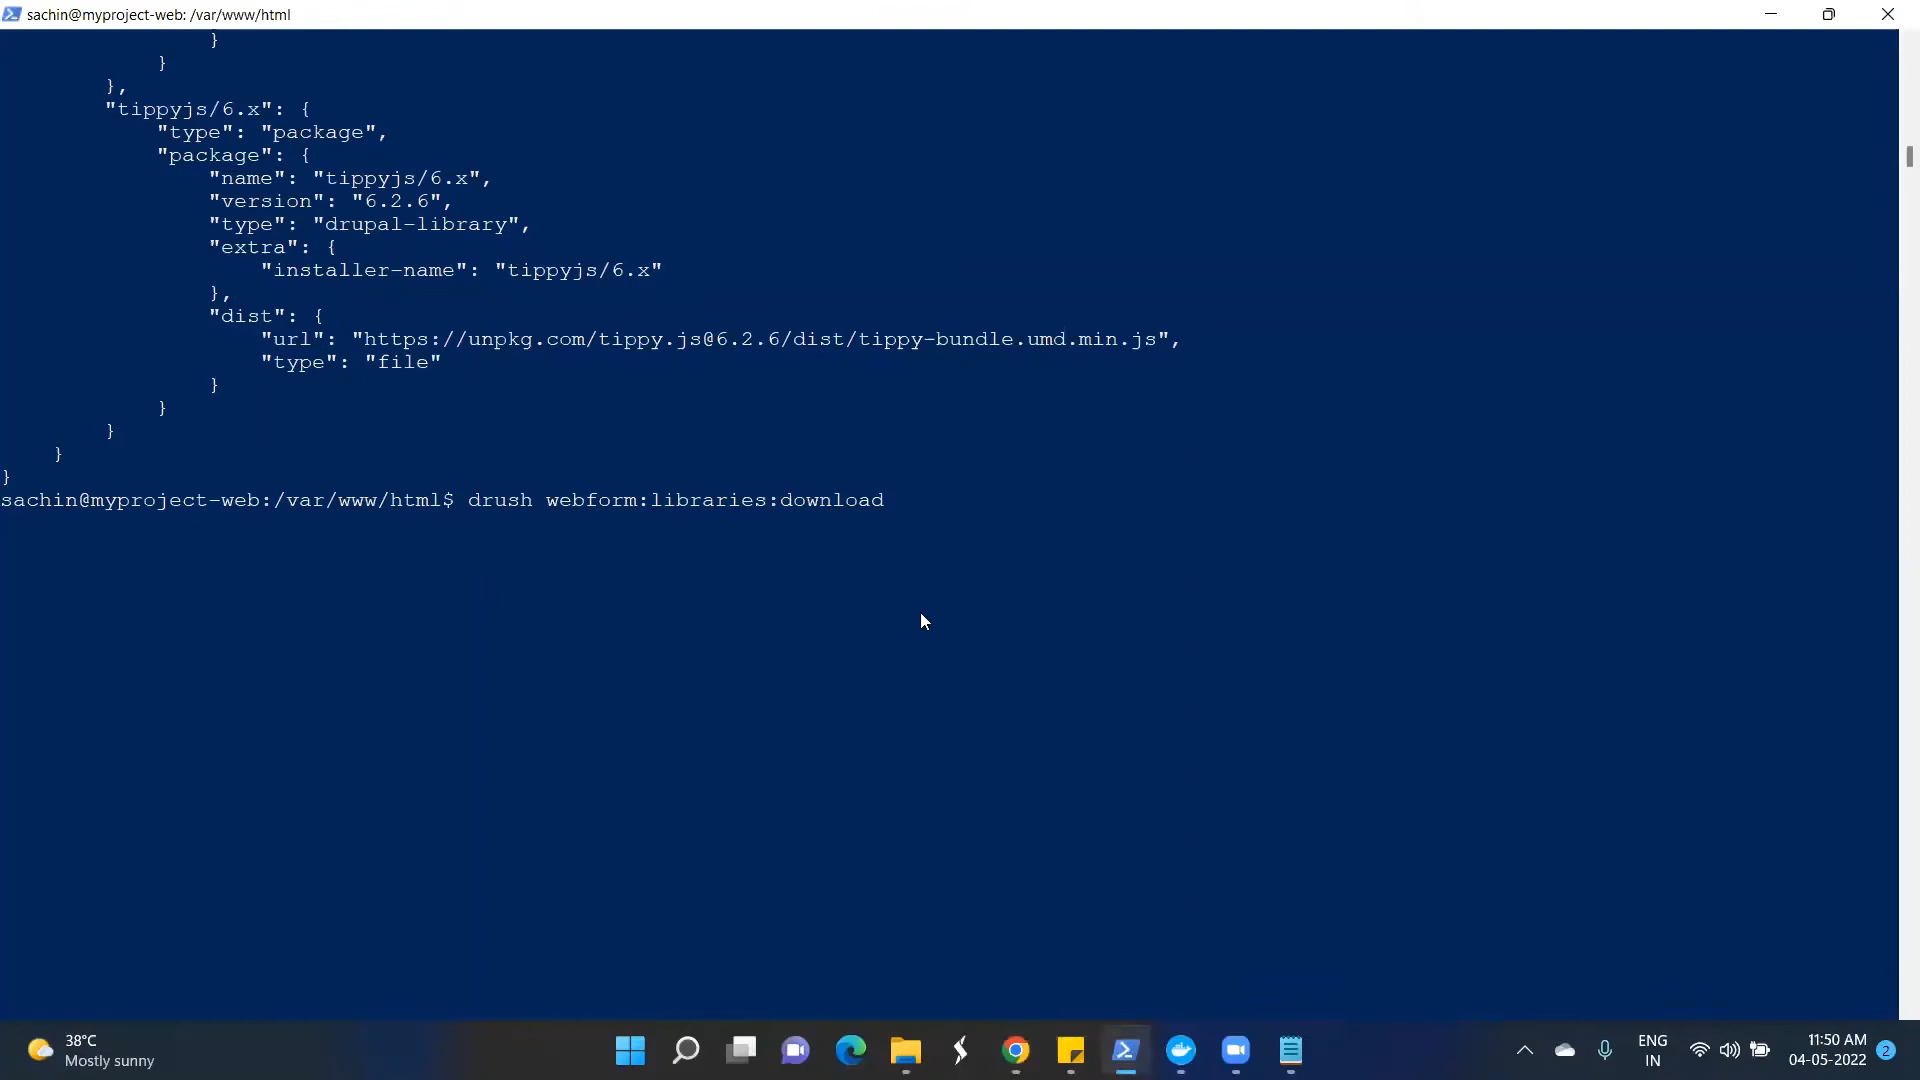 sachin@myproject-web: /var/www/html
}
}
},
"tippyjs/6.x": {
"type": "package",
"package": {
"name": "tippyjs/6.x",
"version": "6.2.6",
"type": "drupal-library",
"extra": {
"installer-name": "tippyjs/6.x"
},
"dist": {
"url": "https://unpkg.com/tippy.js@6.2.6/dist/tippy-bundle.umd.min.js",
"type": "file"
}
}
}
}
}
sachin@myproject-web:/var/www/html$ drush webform:libraries:download
38°C
Mostly sunny
ENG
IN
11:50 AM
04-05-2022
2